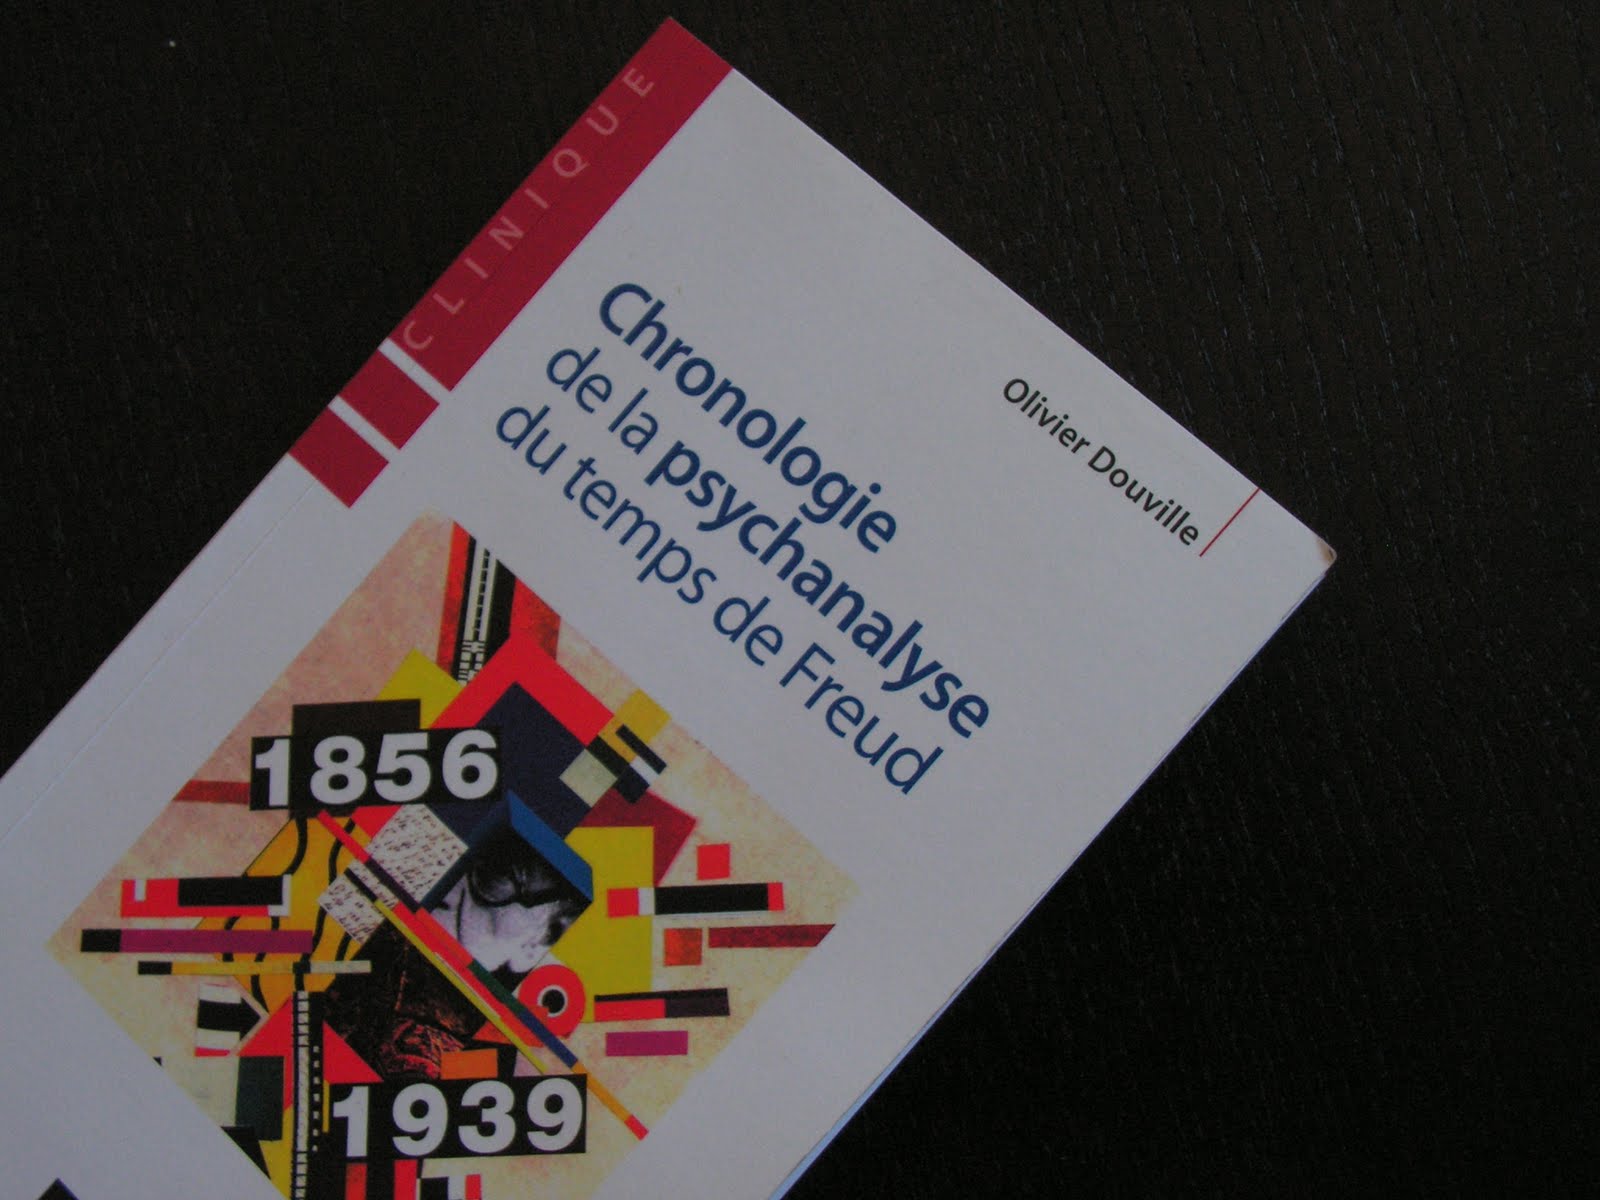 CLINIQUE
Olivier Douville
Chronologie
de la psychanalyse
du temps de Freud
1856
1939